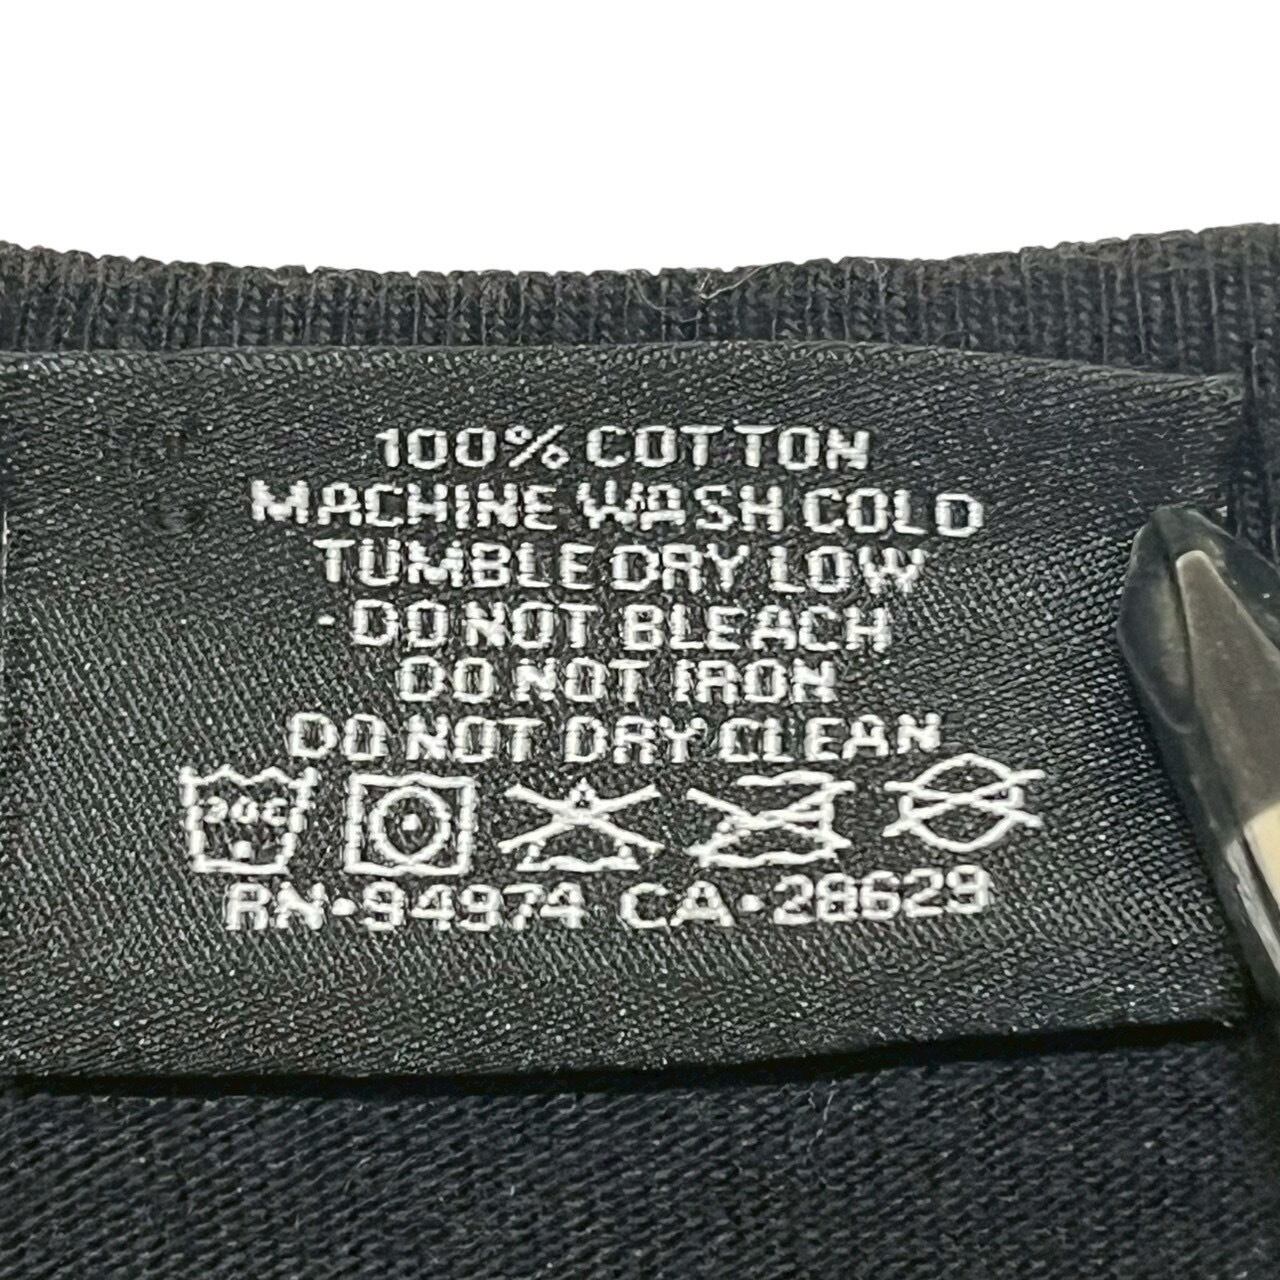 100% COTTON
MACHINE WASH COLD
TUMBLE DRY LOW
-DO NOT BLEACH
DO NOT IRON
DO NOT DRY CLEAN
30C
RN-94974 CA-28629